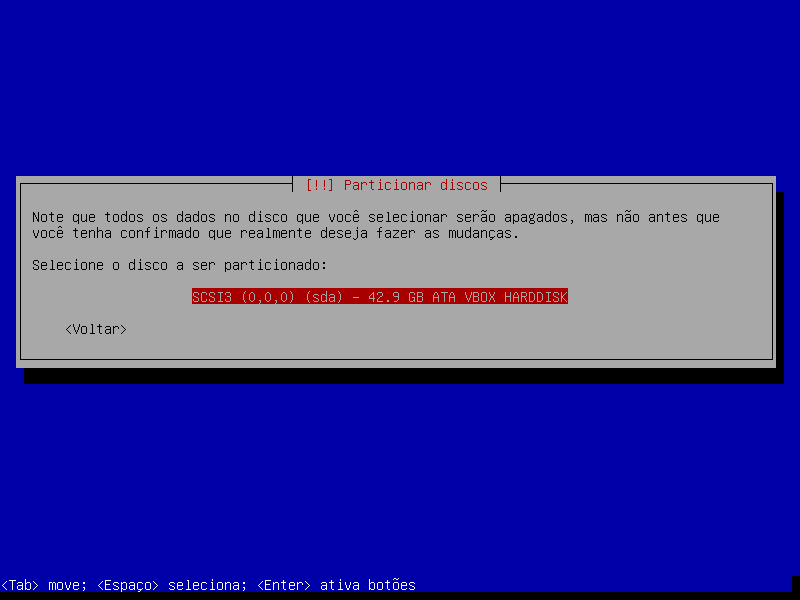 [!!] Particionar discos
Note que todos os dados no disco que você selecionar serão apagados, mas não antes que
você tenha confirmado que realmente deseja fazer as mudanças.
Selecione o disco a ser particionado:
SCSI3 (0,0,0) (sda) - 42.9 GB ATA VBOX HARDDISK
<Voltar>
<Tab> move; <Espaço> seleciona; <Enter> ativa botões